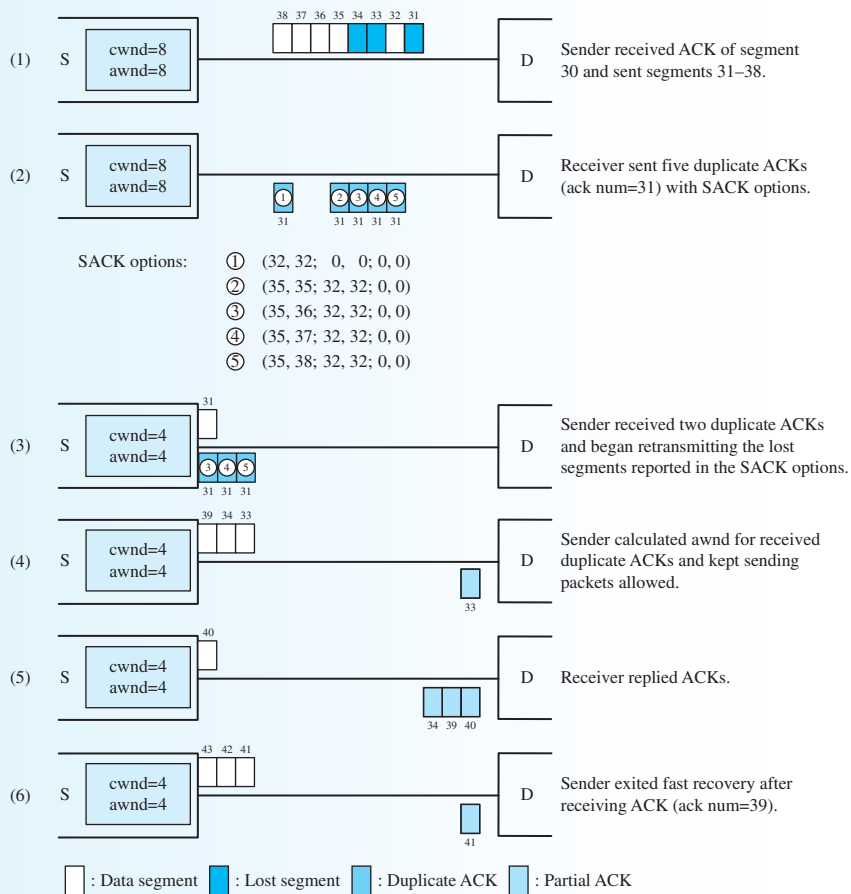 38 37 36 35 34 33 32 31
(1) S cwnd=8 awnd=8 D
Sender received ACK of segment
30 and sent segments 31–38.
(2) S cwnd=8 awnd=8 D
Receiver sent five duplicate ACKs
(ack num=31) with SACK options.
1 2 3 4 5
31 31 31 31 31
SACK options:
1 (32, 32; 0, 0; 0, 0)
2 (35, 35; 32, 32; 0, 0)
3 (35, 36; 32, 32; 0, 0)
4 (35, 37; 32, 32; 0, 0)
5 (35, 38; 32, 32; 0, 0)
31
(3) S cwnd=4 awnd=4 D
Sender received two duplicate ACKs
and began retransmitting the lost
segments reported in the SACK options.
3 4 5
31 31 31
39 34 33
(4) S cwnd=4 awnd=4 D
Sender calculated awnd for received
duplicate ACKs and kept sending
packets allowed.
33
40
(5) S cwnd=4 awnd=4 D
Receiver replied ACKs.
34 39 40
43 42 41
(6) S cwnd=4 awnd=4 D
Sender exited fast recovery after
receiving ACK (ack num=39).
41
: Data segment : Lost segment : Duplicate ACK : Partial ACK